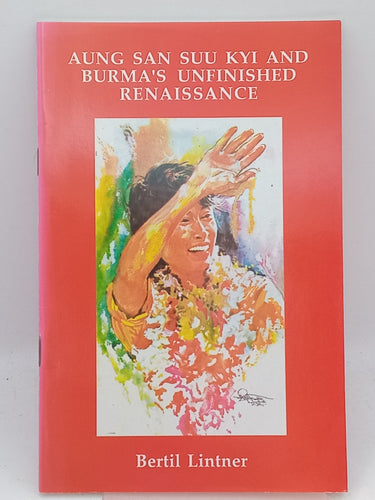 AUNG SAN SUU KYI AND
BURMA'S UNFINISHED
RENAISSANCE
Bertil Lintner